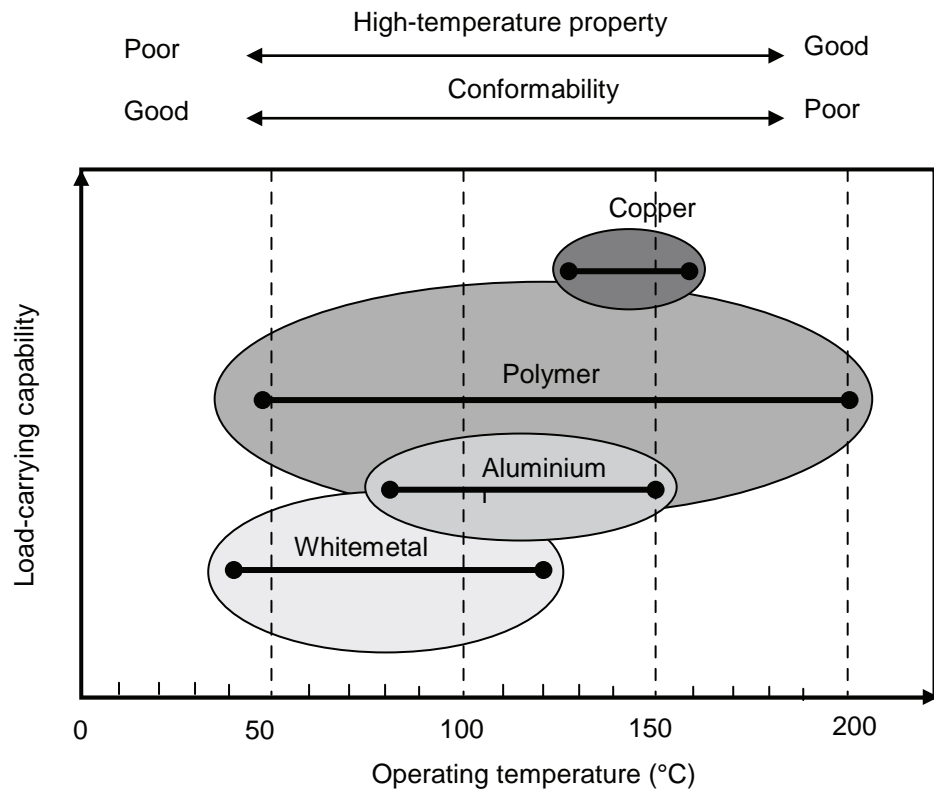 High-temperature property
Poor
Good
Conformability
Good
Poor
Copper
Polymer
Aluminium
Whitemetal
Load-carrying capability
0
50
100
150
200
Operating temperature (°C)